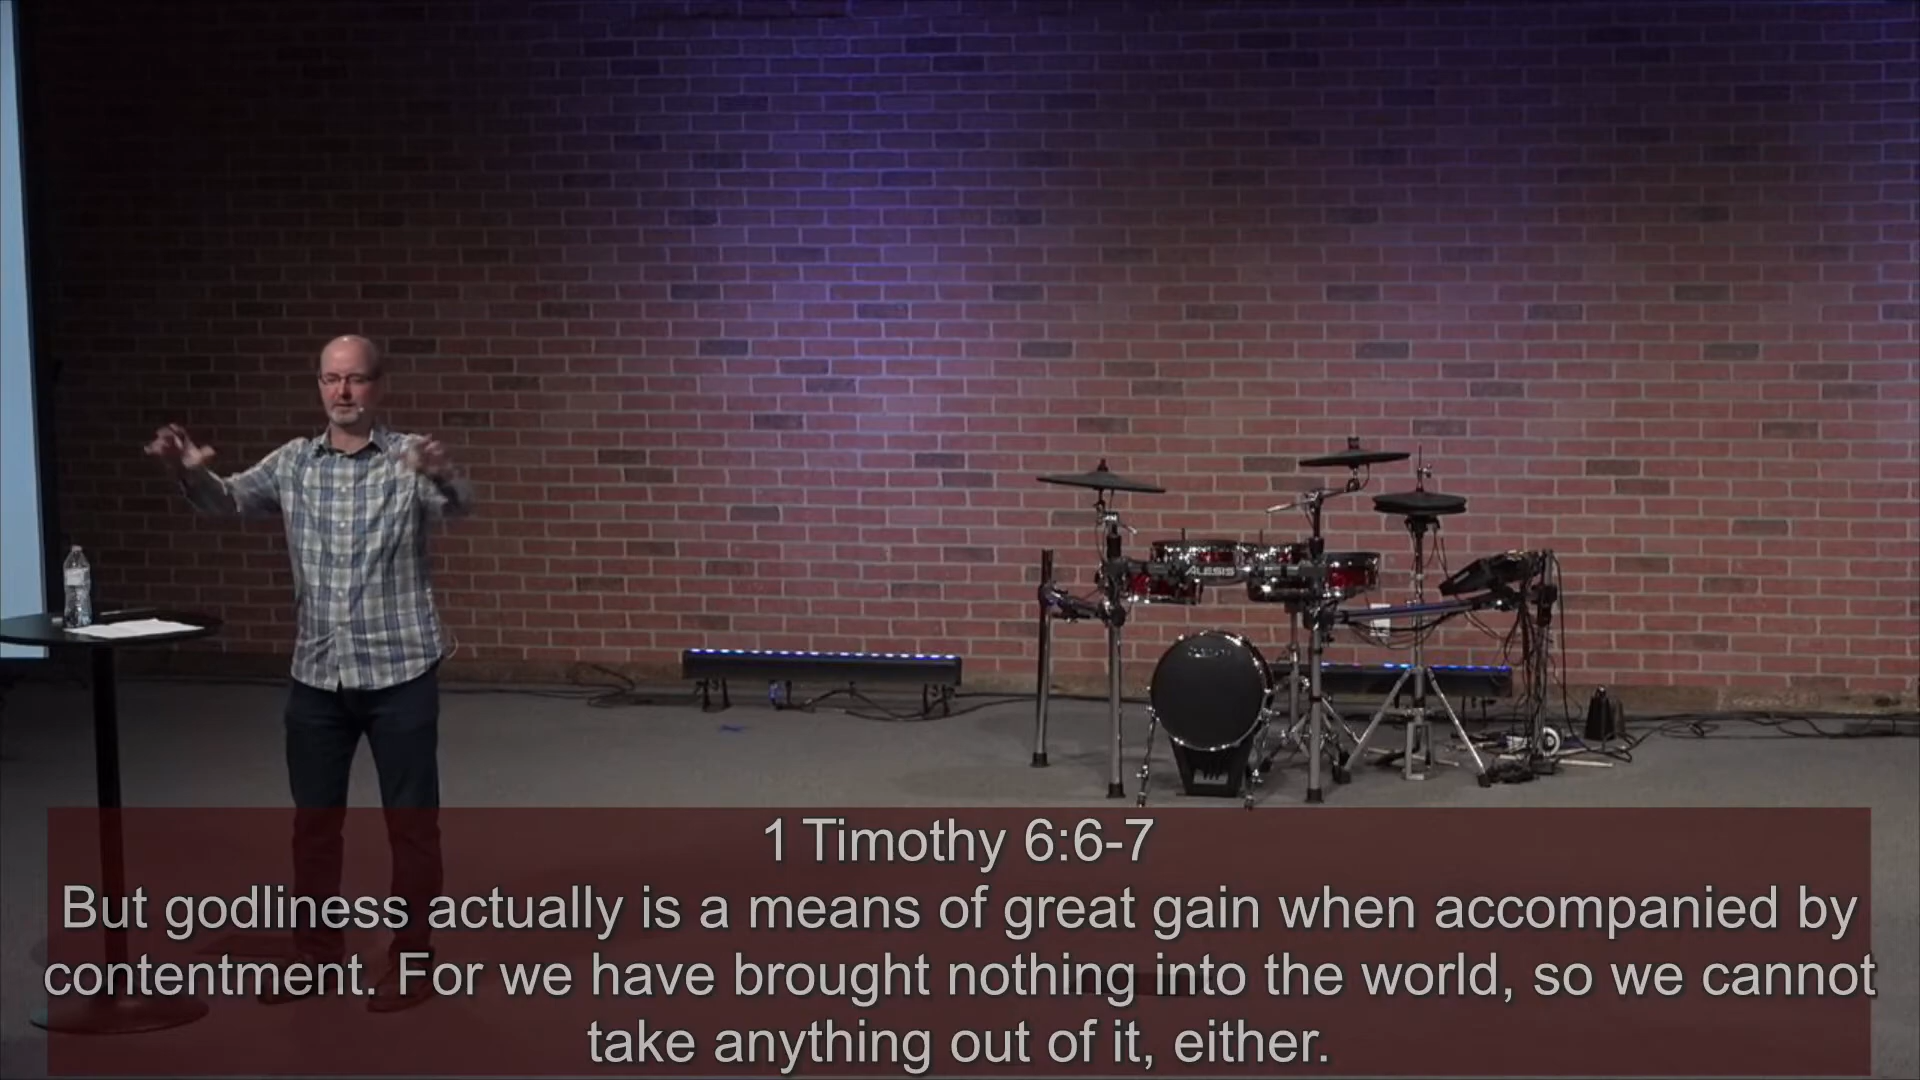 ALESIS
1 Timothy 6:6-7
But godliness actually is a means of great gain when accompanied by
contentment. For we have brought nothing into the world, so we cannot
take anything out of it, either.